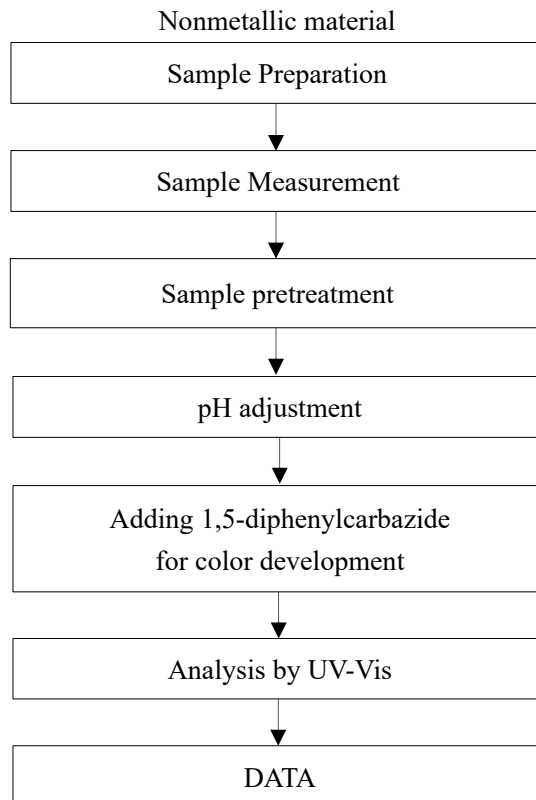 Nonmetallic material
Sample Preparation
Sample Measurement
Sample pretreatment
pH adjustment
Adding 1,5-diphenylcarbazide
for color development
Analysis by UV-Vis
DATA